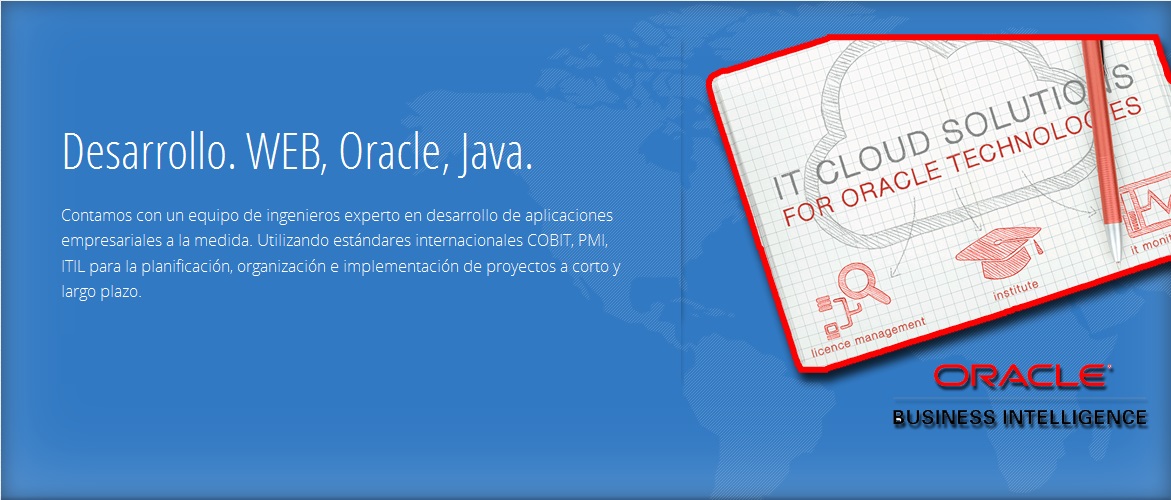 Desarrollo. WEB, Oracle, Java.
Contamos con un equipo de ingenieros experto en desarrollo de aplicaciones
empresariales a la medida. Utilizando estándares internacionales COBIT, PMI,
ITIL para la planificación, organización e implementación de proyectos a corto y
largo plazo.
IT CLOUD SOLUTIONS
FOR ORACLE TECHNOLOGIES
licence management
institute
it monit
ORACLE
BUSINESS INTELLIGENCE